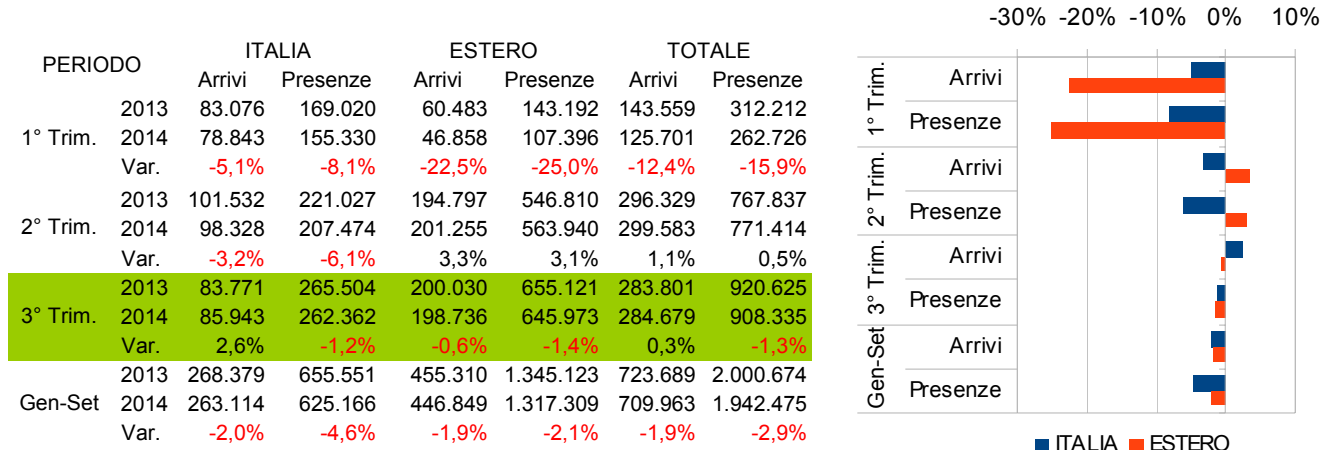 PERIODO ITALIA ESTERO TOTALE
Arrivi Presenze Arrivi Presenze Arrivi Presenze
1° Trim. 2013 83.076 169.020 60.483 143.192 143.559 312.212
2014 78.843 155.330 46.858 107.396 125.701 262.726
Var. -5,1% -8,1% -22,5% -25,0% -12,4% -15,9%
2° Trim. 2013 101.532 221.027 194.797 546.810 296.329 767.837
2014 98.328 207.474 201.255 563.940 299.583 771.414
Var. -3,2% -6,1% 3,3% 3,1% 1,1% 0,5%
3° Trim. 2013 83.771 265.504 200.030 655.121 283.801 920.625
2014 85.943 262.362 198.736 645.973 284.679 908.335
Var. 2,6% -1,2% -0,6% -1,4% 0,3% -1,3%
Gen-Set 2013 268.379 655.551 455.310 1.345.123 723.689 2.000.674
2014 263.114 625.166 446.849 1.317.309 709.963 1.942.475
Var. -2,0% -4,6% -1,9% -2,1% -1,9% -2,9%
-30% -20% -10% 0% 10%
1° Trim.
Arrivi
Presenze
2° Trim.
Arrivi
Presenze
3° Trim.
Arrivi
Presenze
Gen-Set
Arrivi
Presenze
ITALIA ESTERO